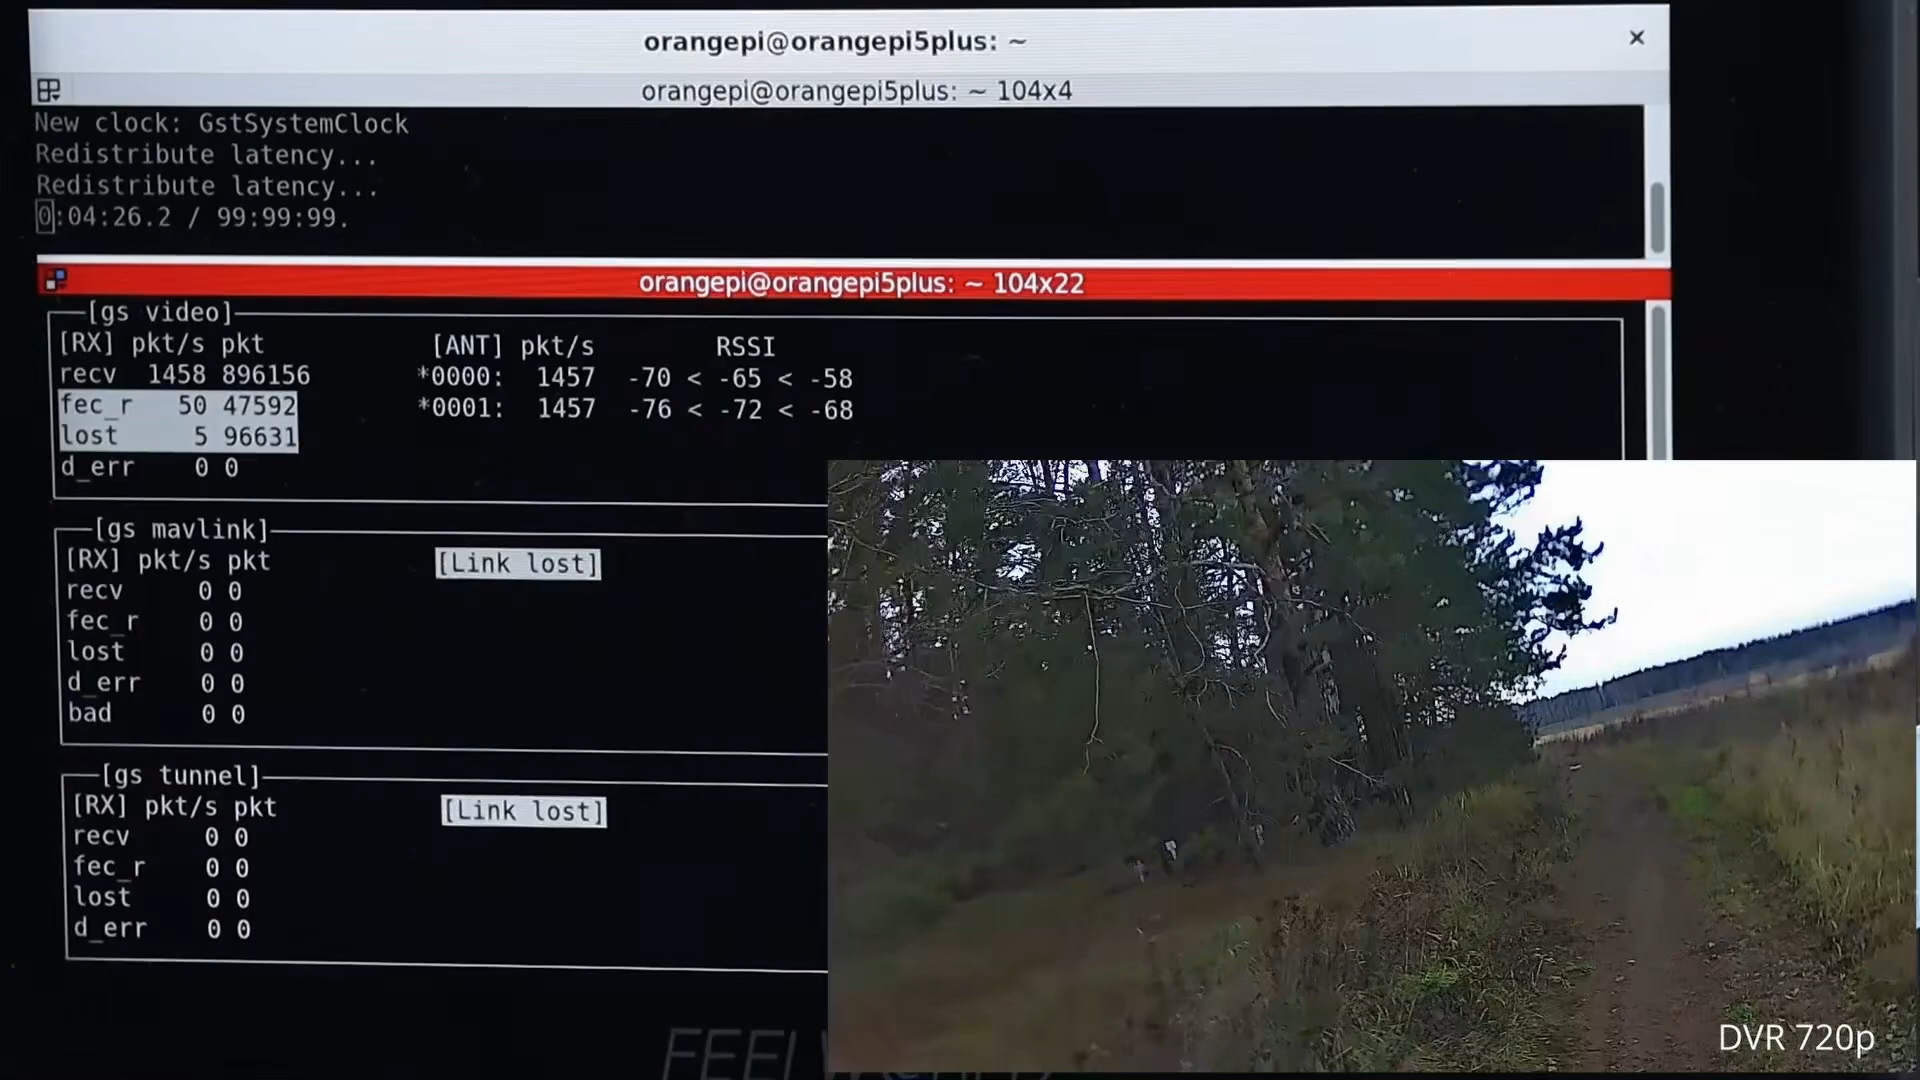 orangepi@orangepi5plus: ~
orangepi@orangepi5plus: ~ 104x4
New clock: GstSystemClock
Redistribute latency...
Redistribute latency...
0:04:26.2 / 99:99:99.
orangepi@orangepi5plus: ~ 104x22
[gs video]
[RX] pkt/s pkt [ANT] pkt/s RSSI
recv 1458 896156 *0000: 1457 -70 < -65 < -58
fec_r 50 47592 *0001: 1457 -76 < -72 < -68
lost 5 96631
d_err 0 0
[gs mavlink]
[RX] pkt/s pkt [Link lost]
recv 0 0
fec_r 0 0
lost 0 0
d_err 0 0
bad 0 0
[gs tunnel]
[RX] pkt/s pkt [Link lost]
recv 0 0
fec_r 0 0
lost 0 0
d_err 0 0
DVR 720p